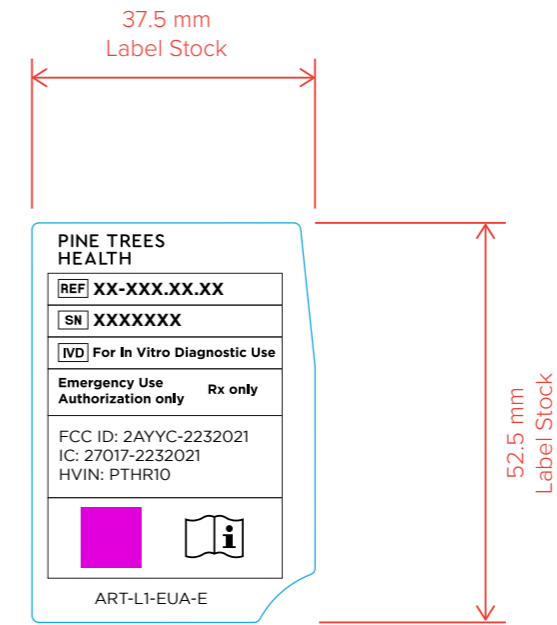 37.5 mm
Label Stock
PINE TREES
HEALTH
REF XX-XXX.XX.XX
SN XXXXXXX
IVD For In Vitro Diagnostic Use
Emergency Use
Authorization only
Rx only
FCC ID: 2AYYC-2232021
IC: 27017-2232021
HVIN: PTHR10
i
ART-L1-EUA-E
52.5 mm
Label Stock